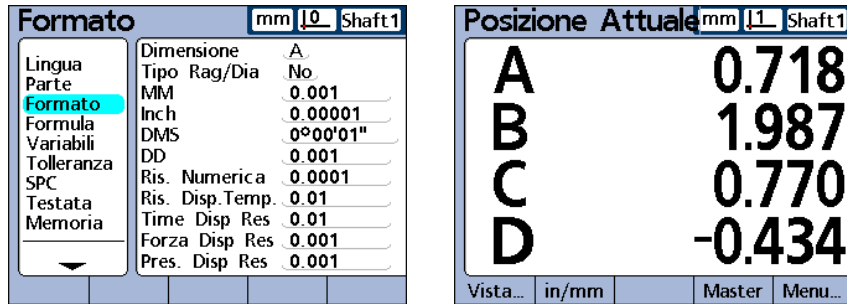 Formato mm 0 Shaft1
Lingua
Parte
Formato
Formula
Variabili
Tolleranza
SPC
Testata
Memoria
Dimensione A
Tipo Rag/Dia No
MM 0.001
Inch 0.00001
DMS 0º00'01"
DD 0.001
Ris. Numerica 0.0001
Ris. Disp.Temp. 0.01
Time Disp Res 0.01
Forza Disp Res 0.001
Pres. Disp Res 0.001
Posizione Attuale mm 1 Shaft1
A 0.718
B 1.987
C 0.770
D -0.434
Vista... in/mm Master Menu...